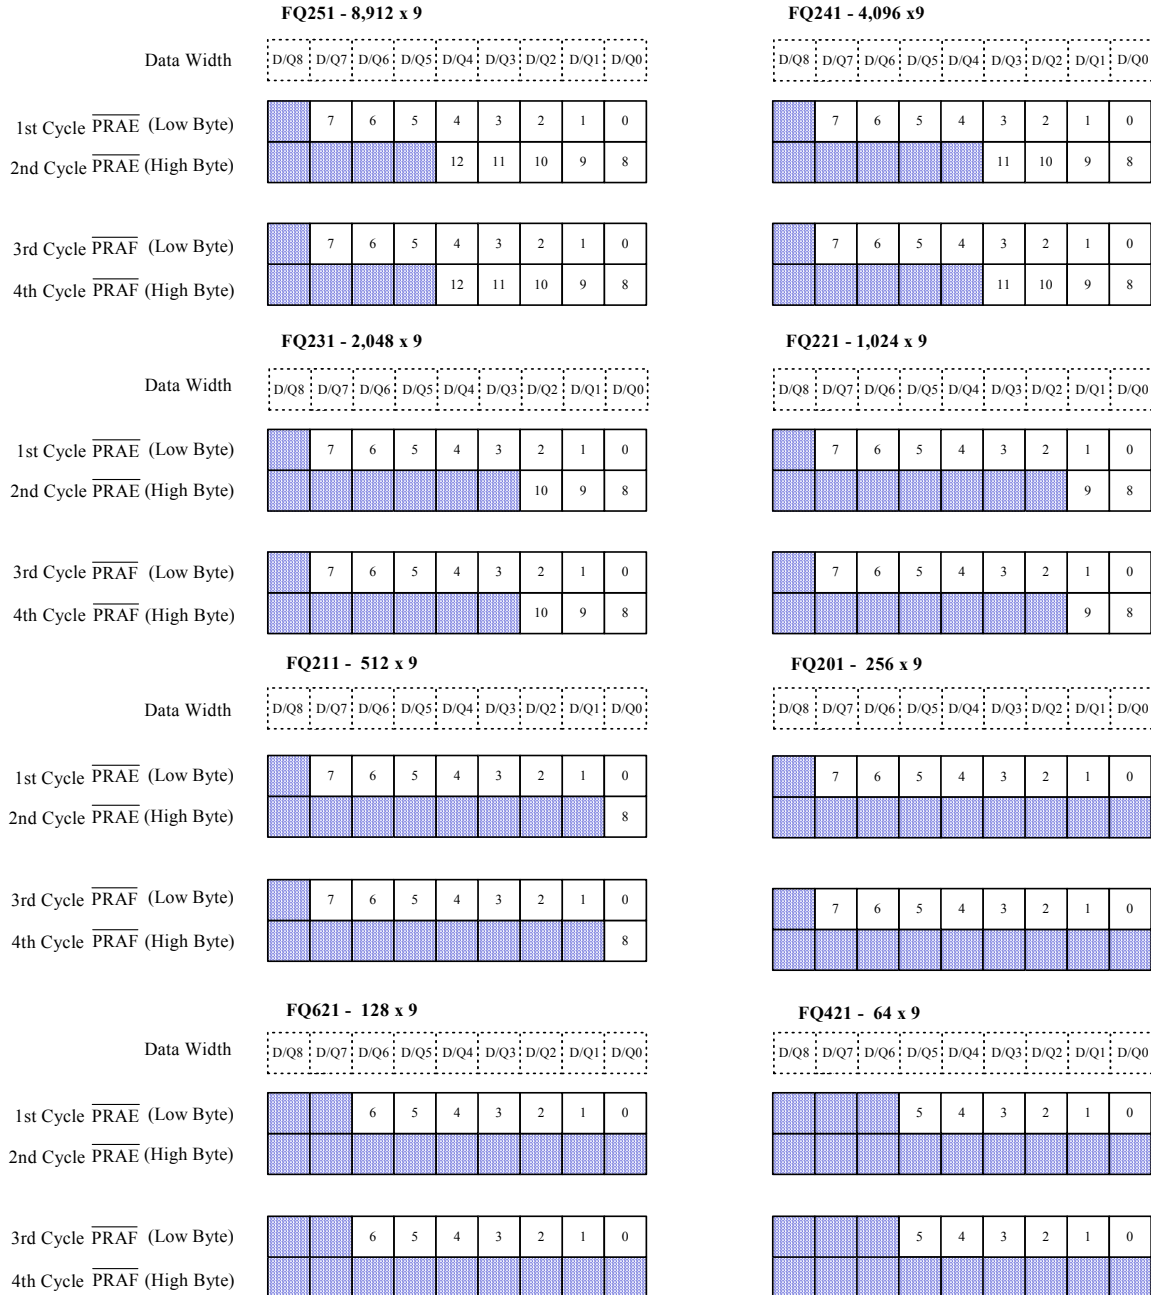 FQ251 - 8,912 x 9
FQ241 - 4,096 x9
Data Width
D/Q8 D/Q7 D/Q6 D/Q5 D/Q4 D/Q3 D/Q2 D/Q1 D/Q0
D/Q8 D/Q7 D/Q6 D/Q5 D/Q4 D/Q3 D/Q2 D/Q1 D/Q0
1st Cycle PRAE (Low Byte)
7 6 5 4 3 2 1 0
7 6 5 4 3 2 1 0
2nd Cycle PRAE (High Byte)
12 11 10 9 8
11 10 9 8
3rd Cycle PRAF (Low Byte)
7 6 5 4 3 2 1 0
7 6 5 4 3 2 1 0
4th Cycle PRAF (High Byte)
12 11 10 9 8
11 10 9 8
FQ231 - 2,048 x 9
FQ221 - 1,024 x 9
Data Width
D/Q8 D/Q7 D/Q6 D/Q5 D/Q4 D/Q3 D/Q2 D/Q1 D/Q0
D/Q8 D/Q7 D/Q6 D/Q5 D/Q4 D/Q3 D/Q2 D/Q1 D/Q0
1st Cycle PRAE (Low Byte)
7 6 5 4 3 2 1 0
7 6 5 4 3 2 1 0
2nd Cycle PRAE (High Byte)
10 9 8
9 8
3rd Cycle PRAF (Low Byte)
7 6 5 4 3 2 1 0
7 6 5 4 3 2 1 0
4th Cycle PRAF (High Byte)
10 9 8
9 8
FQ211 - 512 x 9
FQ201 - 256 x 9
Data Width
D/Q8 D/Q7 D/Q6 D/Q5 D/Q4 D/Q3 D/Q2 D/Q1 D/Q0
D/Q8 D/Q7 D/Q6 D/Q5 D/Q4 D/Q3 D/Q2 D/Q1 D/Q0
1st Cycle PRAE (Low Byte)
7 6 5 4 3 2 1 0
7 6 5 4 3 2 1 0
2nd Cycle PRAE (High Byte)
8
3rd Cycle PRAF (Low Byte)
7 6 5 4 3 2 1 0
7 6 5 4 3 2 1 0
4th Cycle PRAF (High Byte)
8
FQ621 - 128 x 9
FQ421 - 64 x 9
Data Width
D/Q8 D/Q7 D/Q6 D/Q5 D/Q4 D/Q3 D/Q2 D/Q1 D/Q0
D/Q8 D/Q7 D/Q6 D/Q5 D/Q4 D/Q3 D/Q2 D/Q1 D/Q0
1st Cycle PRAE (Low Byte)
6 5 4 3 2 1 0
5 4 3 2 1 0
2nd Cycle PRAE (High Byte)
3rd Cycle PRAF (Low Byte)
6 5 4 3 2 1 0
5 4 3 2 1 0
4th Cycle PRAF (High Byte)